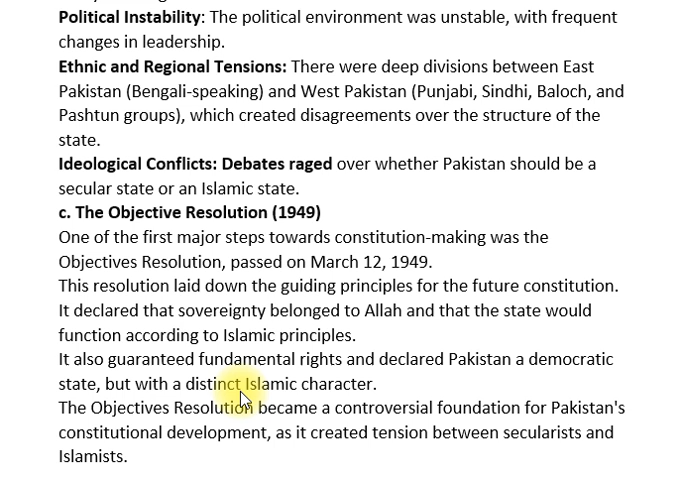 Political Instability: The political environment was unstable, with frequent
changes in leadership.
Ethnic and Regional Tensions: There were deep divisions between East
Pakistan (Bengali-speaking) and West Pakistan (Punjabi, Sindhi, Baloch, and
Pashtun groups), which created disagreements over the structure of the
state.
Ideological Conflicts: Debates raged over whether Pakistan should be a
secular state or an Islamic state.
c. The Objective Resolution (1949)
One of the first major steps towards constitution-making was the
Objectives Resolution, passed on March 12, 1949.
This resolution laid down the guiding principles for the future constitution.
It declared that sovereignty belonged to Allah and that the state would
function according to Islamic principles.
It also guaranteed fundamental rights and declared Pakistan a democratic
state, but with a distinct Islamic character.
The Objectives Resolution became a controversial foundation for Pakistan's
constitutional development, as it created tension between secularists and
Islamists.